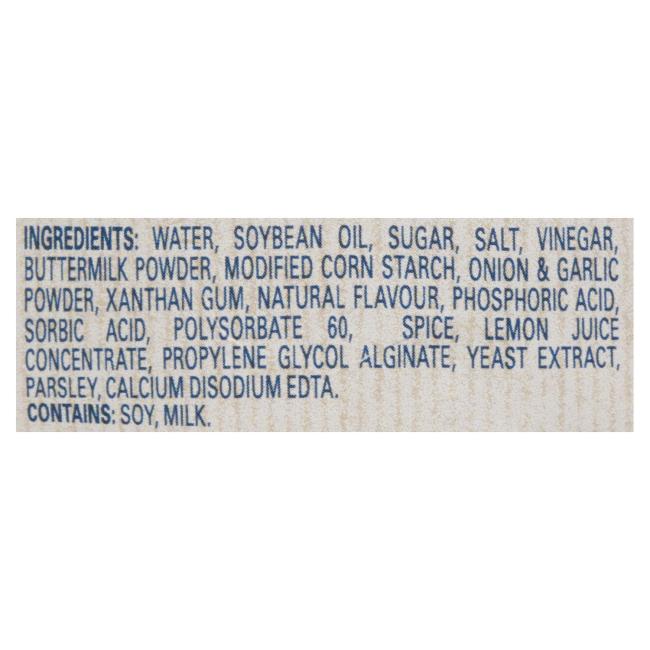 INGREDIENTS: WATER, SOYBEAN OIL, SUGAR, SALT, VINEGAR,
BUTTERMILK POWDER, MODIFIED CORN STARCH, ONION & GARLIC
POWDER, XANTHAN GUM, NATURAL FLAVOUR, PHOSPHORIC ACID,
SORBIC ACID, POLYSORBATE 60, SPICE, LEMON JUICE
CONCENTRATE, PROPYLENE GLYCOL ALGINATE, YEAST EXTRACT,
PARSLEY, CALCIUM DISODIUM EDTA.
CONTAINS: SOY, MILK.